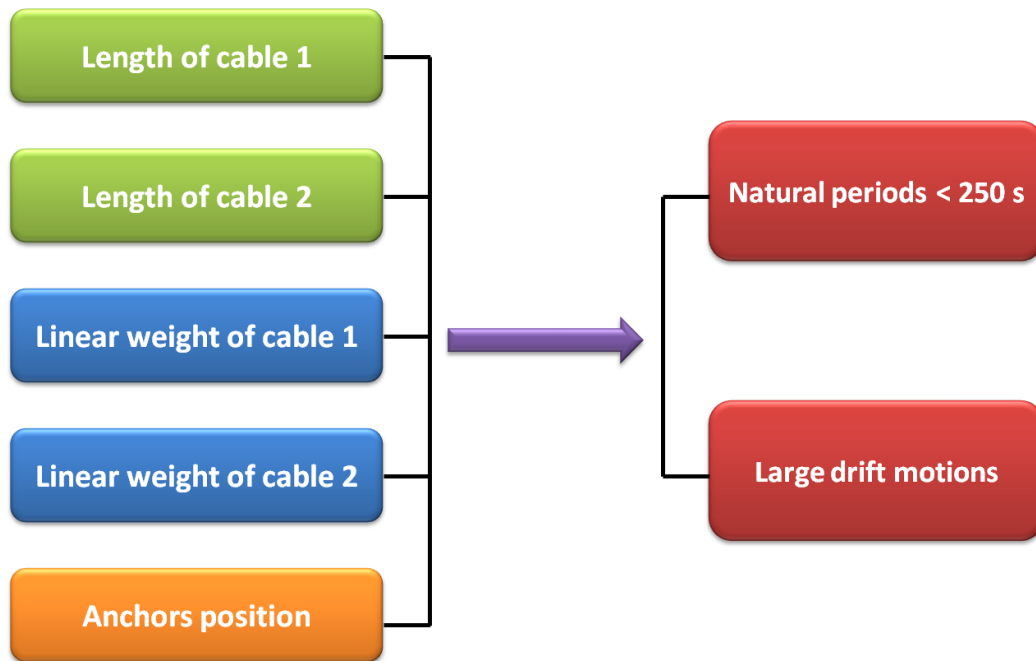 Length of cable 1
Length of cable 2
Linear weight of cable 1
Linear weight of cable 2
Anchors position
Natural periods < 250 s
Large drift motions